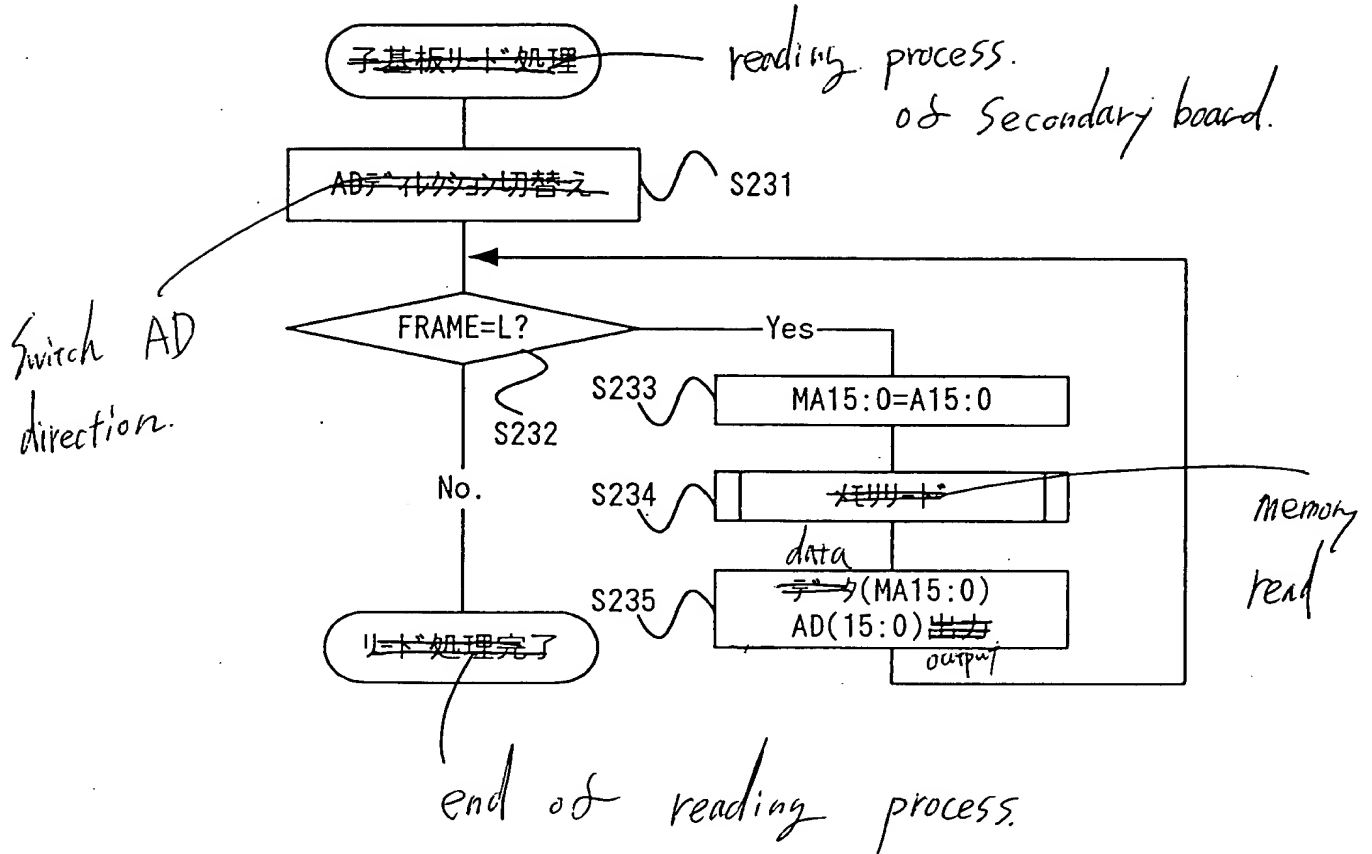 子基板リード処理
reading process.
of Secondary board.
ADディレクション切替え
S231
Switch AD
direction.
FRAME=L?
Yes
S232
No.
S233
MA15:0=A15:0
S234
メモリリード
memory
read
S235
data
データ(MA15:0)
AD(15:0)出力
output
リード処理完了
end of reading process.